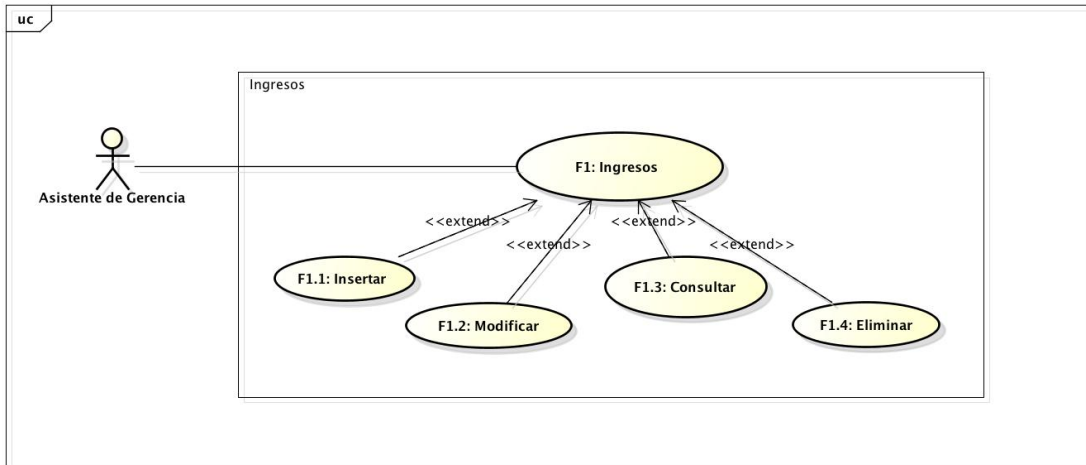 uc
Ingresos
F1: Ingresos
Asistente de Gerencia
<<extend>>
<<extend>>
<<extend>>
<<extend>>
F1.1: Insertar
F1.3: Consultar
F1.2: Modificar
F1.4: Eliminar